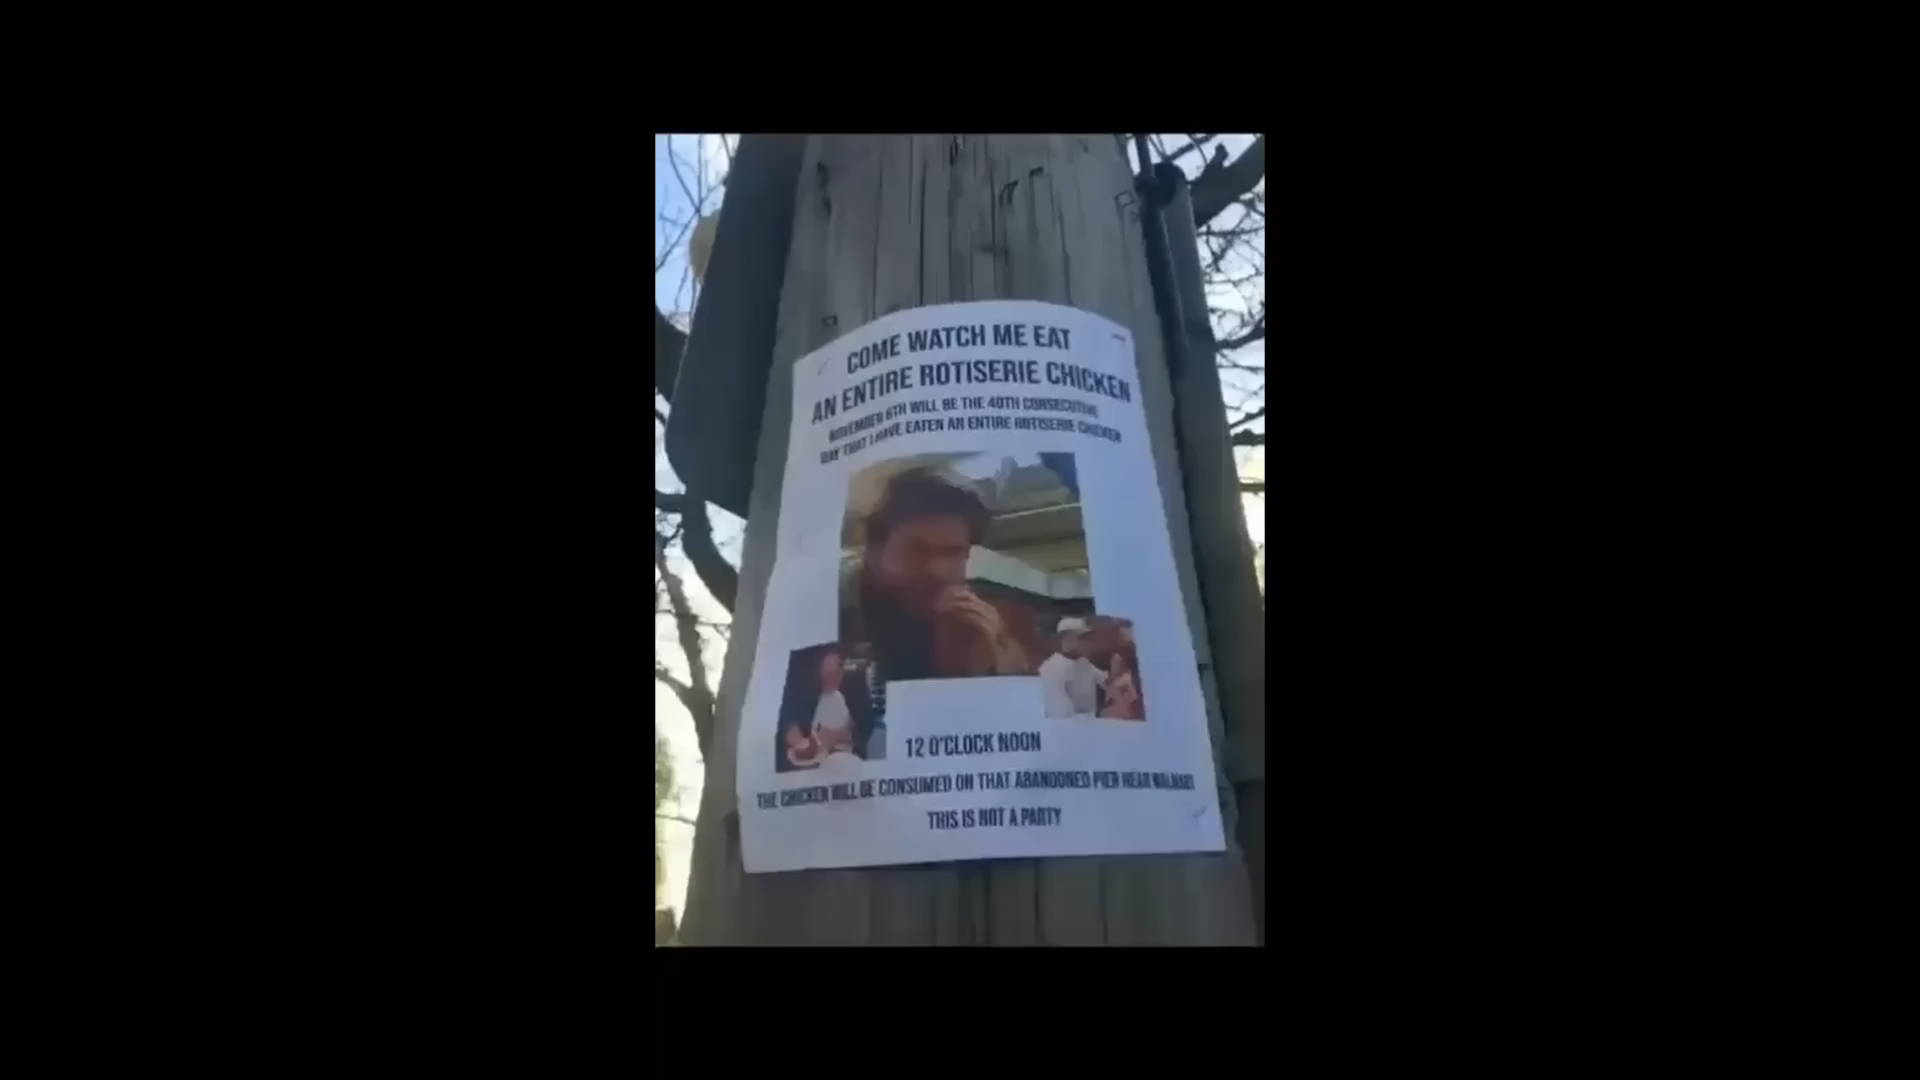 COME WATCH ME EAT
AN ENTIRE ROTISERIE CHICKEN
NOVEMBER 6TH WILL BE THE 40TH CONSECUTIVE
DAY THAT I HAVE EATEN AN ENTIRE ROTISERIE CHICKEN
12 O'CLOCK NOON
THE CHICKEN WILL BE CONSUMED ON THAT ABANDONED PIER NEAR WALMART
THIS IS NOT A PARTY